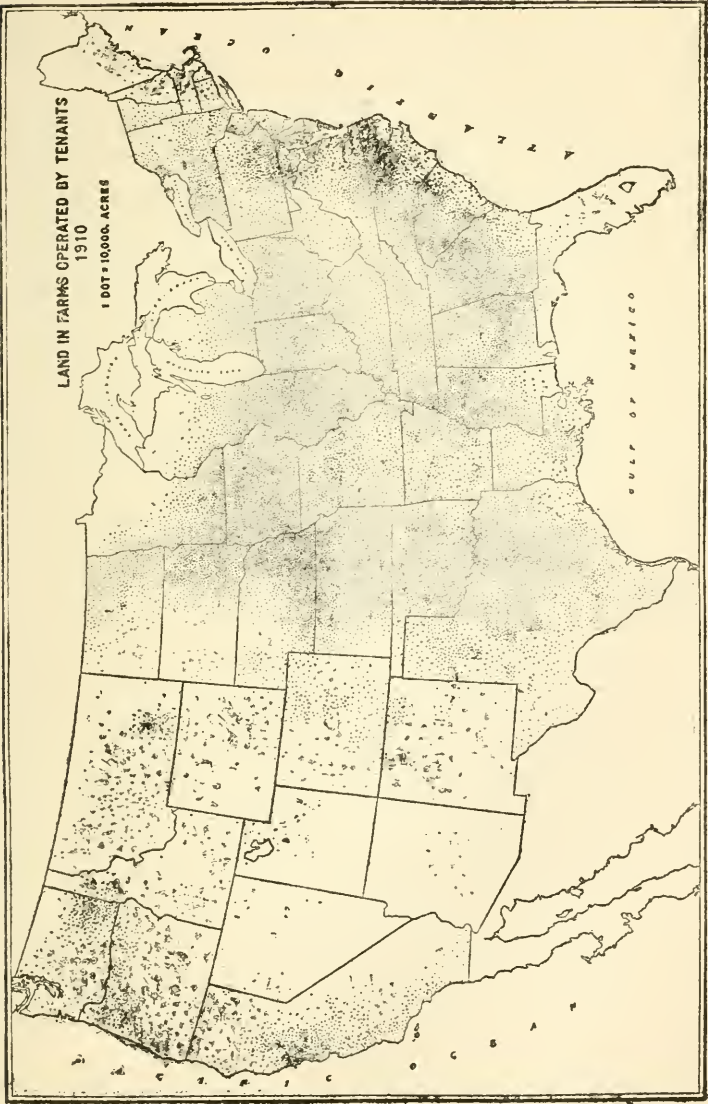 LAND IN FARMS OPERATED BY TENANTS
1910
1 DOT = 10,000, ACRES
ATLANTIC OCEAN
GULF OF MEXICO
PACIFIC OCEAN